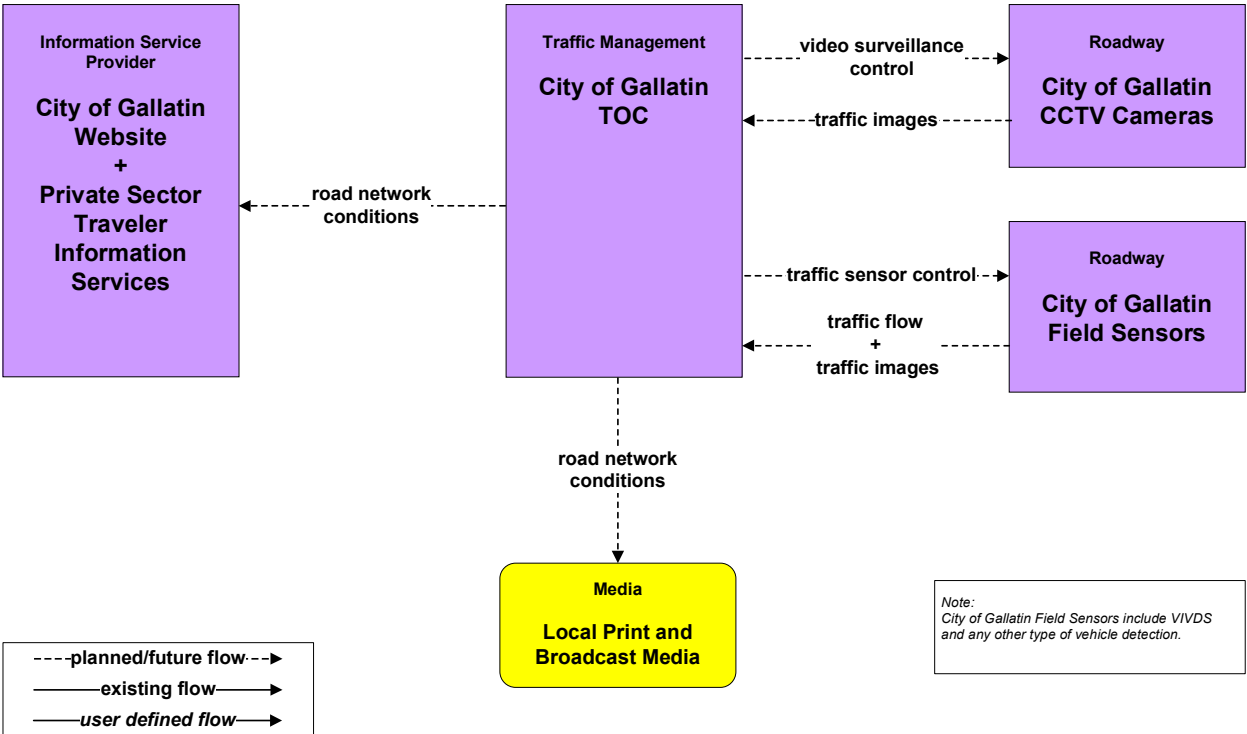 Information Service
Provider
City of Gallatin
Website
+
Private Sector
Traveler
Information
Services
road network
conditions
Traffic Management
City of Gallatin
TOC
video surveillance
control
traffic images
Roadway
City of Gallatin
CCTV Cameras
traffic sensor control
traffic flow
+
traffic images
Roadway
City of Gallatin
Field Sensors
road network
conditions
Media
Local Print and
Broadcast Media
Note:
City of Gallatin Field Sensors include VIVDS
and any other type of vehicle detection.
planned/future flow
existing flow
user defined flow